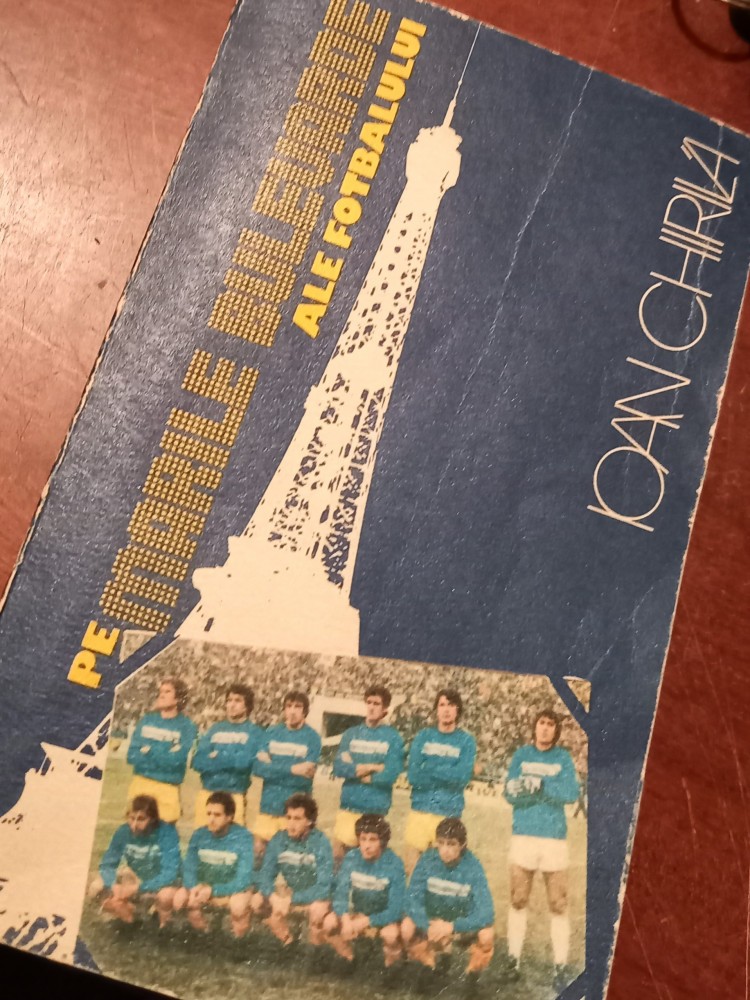 PE MARILE BULEVARDE
ALE FOTBALULUI
IOAN CHIRILĂ